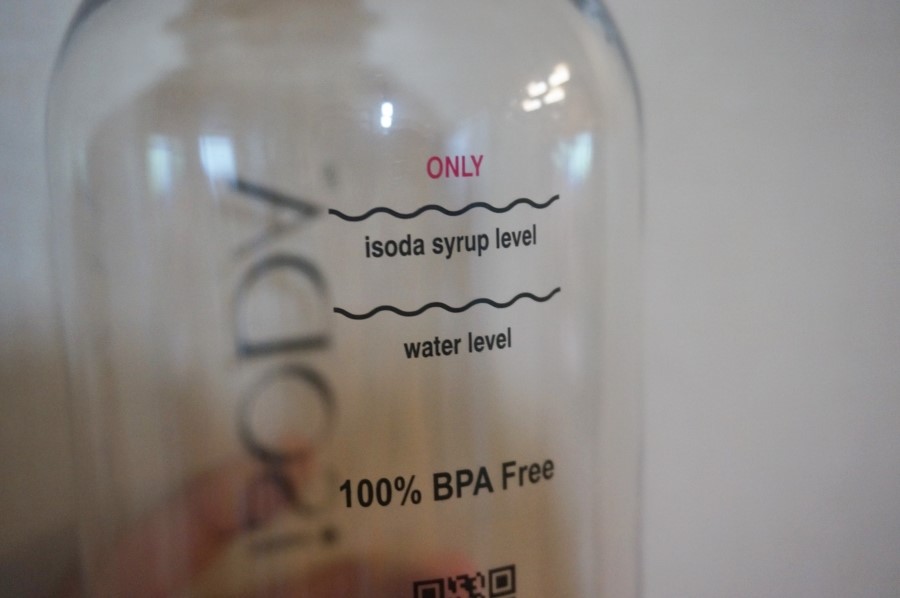 ONLY
isoda syrup level
water level
100% BPA Free